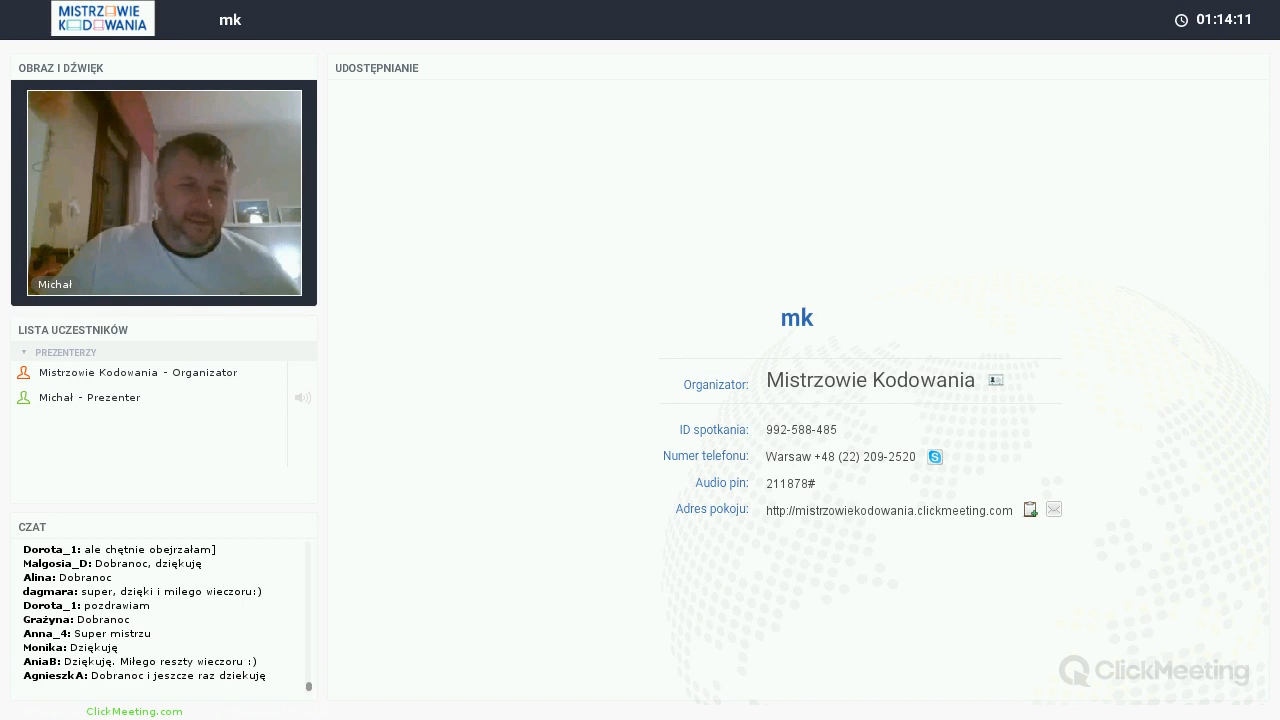 MISTRZOWIE
KODOWANIA
mk
01:14:11
OBRAZ I DŹWIĘK
Michał
LISTA UCZESTNIKÓW
PREZENTERZY
Mistrzowie Kodowania - Organizator
Michał - Prezenter
CZAT
Dorota_1: ale chętnie obejrzałam]
Malgosia_D: Dobranoc, dziękuję
Alina: Dobranoc
dagmara: super, dzięki i milego wieczoru:)
Dorota_1: pozdrawiam
Grażyna: Dobranoc
Anna_4: Super mistrzu
Monika: Dziękuję
AniaB: Dziękuję. Miłego reszty wieczoru :)
AgnieszkA: Dobranoc i jeszcze raz dziekuję
ClickMeeting.com
UDOSTĘPNIANIE
mk
Organizator: Mistrzowie Kodowania
ID spotkania: 992-588-485
Numer telefonu: Warsaw +48 (22) 209-2520
Audio pin: 211878#
Adres pokoju: http://mistrzowiekodowania.clickmeeting.com
ClickMeeting